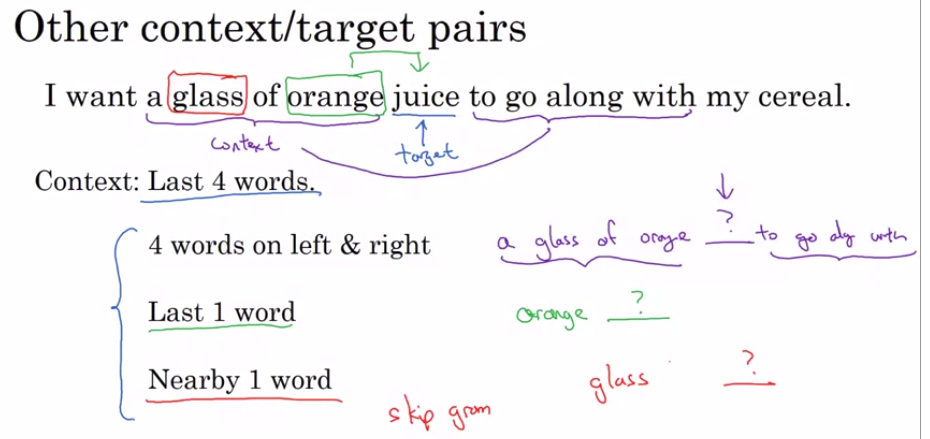 Other context/target pairs
I want a glass of orange juice to go along with my cereal.
context
target
Context: Last 4 words.
4 words on left & right
a glass of orange ? to go alg with
Last 1 word
orange ?
Nearby 1 word
glass ?
skip gram